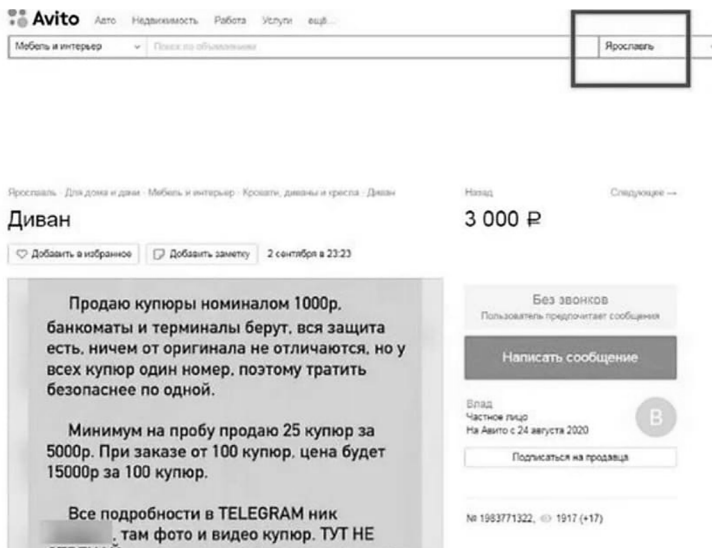 Avito Авто Недвижимость Работа Услуги ещё...
Мебель и интерьер Поиск по объявлениям Ярославль
Ярославль · Для дома и дачи · Мебель и интерьер · Кровати, диваны и кресла · Диван
Назад Следующее →
Диван
3 000 ₽
Добавить в избранное Добавить заметку 2 сентября в 23:23
Продаю купюры номиналом 1000р,
банкоматы и терминалы берут, вся защита
есть, ничем от оригинала не отличаются, но у
всех купюр один номер, поэтому тратить
безопаснее по одной.
Минимум на пробу продаю 25 купюр за
5000р. При заказе от 100 купюр, цена будет
15000р за 100 купюр.
Все подробности в TELEGRAM ник
, там фото и видео купюр. ТУТ НЕ
Без звонков
Пользователь предпочитает сообщения
Написать сообщение
Влад
Частное лицо
На Авито с 24 августа 2020
В
Подписаться на продавца
№ 1983771322, 1917 (+17)